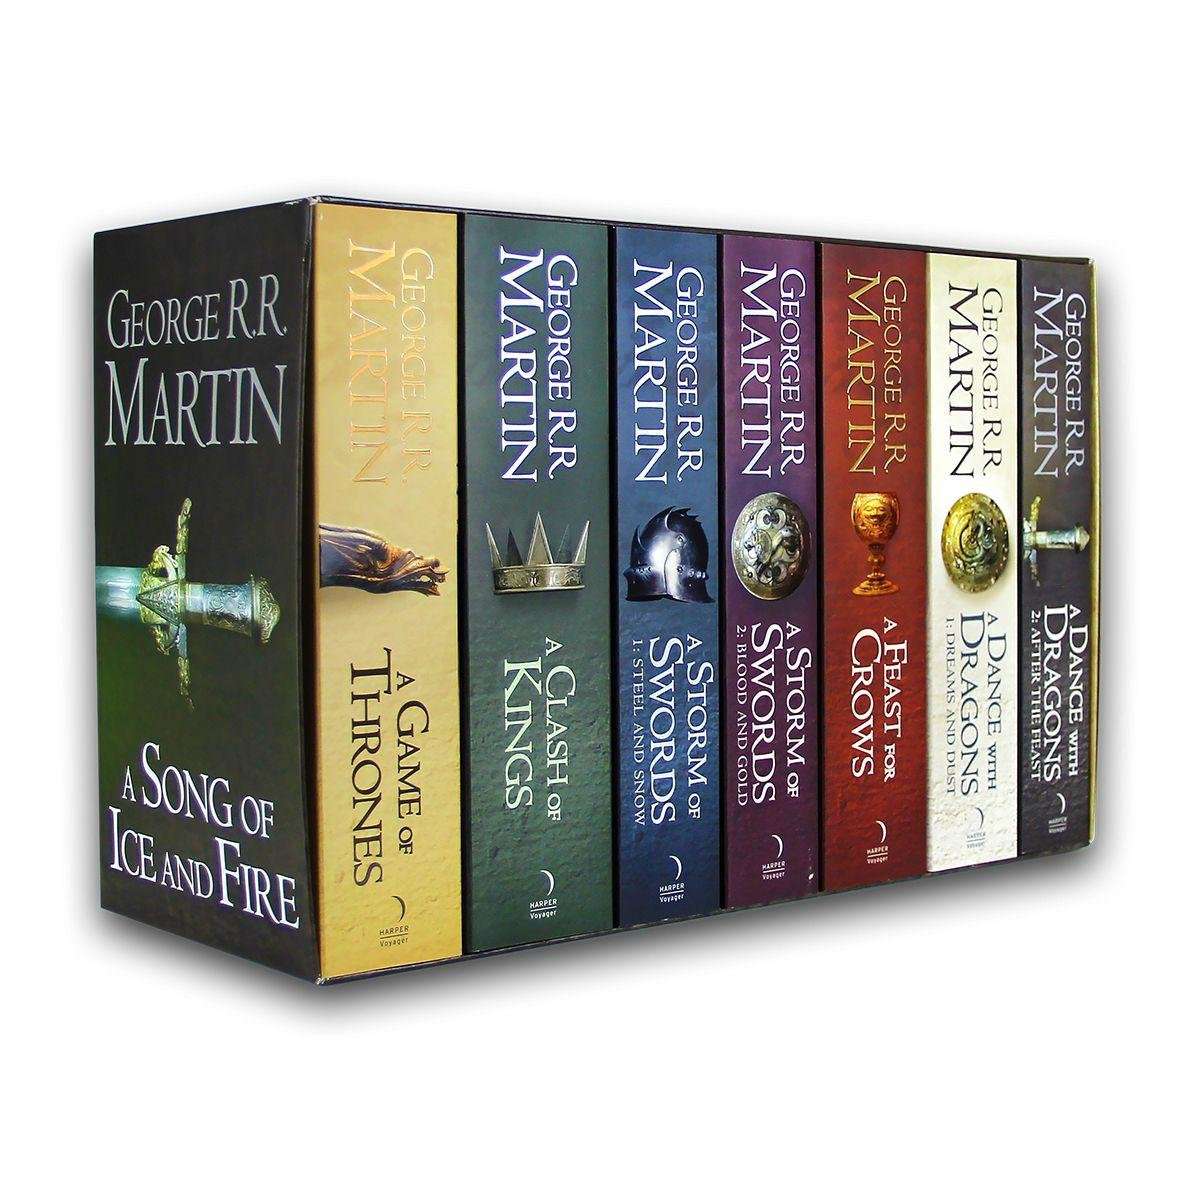 GEORGE R.R.
MARTIN
A SONG OF
ICE AND FIRE
GEORGE R.R.
MARTIN
A GAME OF
THRONES
HARPER
Voyager
GEORGE R.R.
MARTIN
A CLASH OF
KINGS
HARPER
Voyager
GEORGE R.R.
MARTIN
A STORM OF
SWORDS
1: STEEL AND SNOW
HARPER
Voyager
GEORGE R.R.
MARTIN
A STORM OF
SWORDS
2: BLOOD AND GOLD
HARPER
Voyager
GEORGE R.R.
MARTIN
A FEAST FOR
CROWS
HARPER
Voyager
GEORGE R.R.
MARTIN
A DANCE WITH
DRAGONS
1: DREAMS AND DUST
HARPER
Voyager
GEORGE R.R.
MARTIN
A DANCE WITH
DRAGONS
2: AFTER THE FEAST
HARPER
Voyager